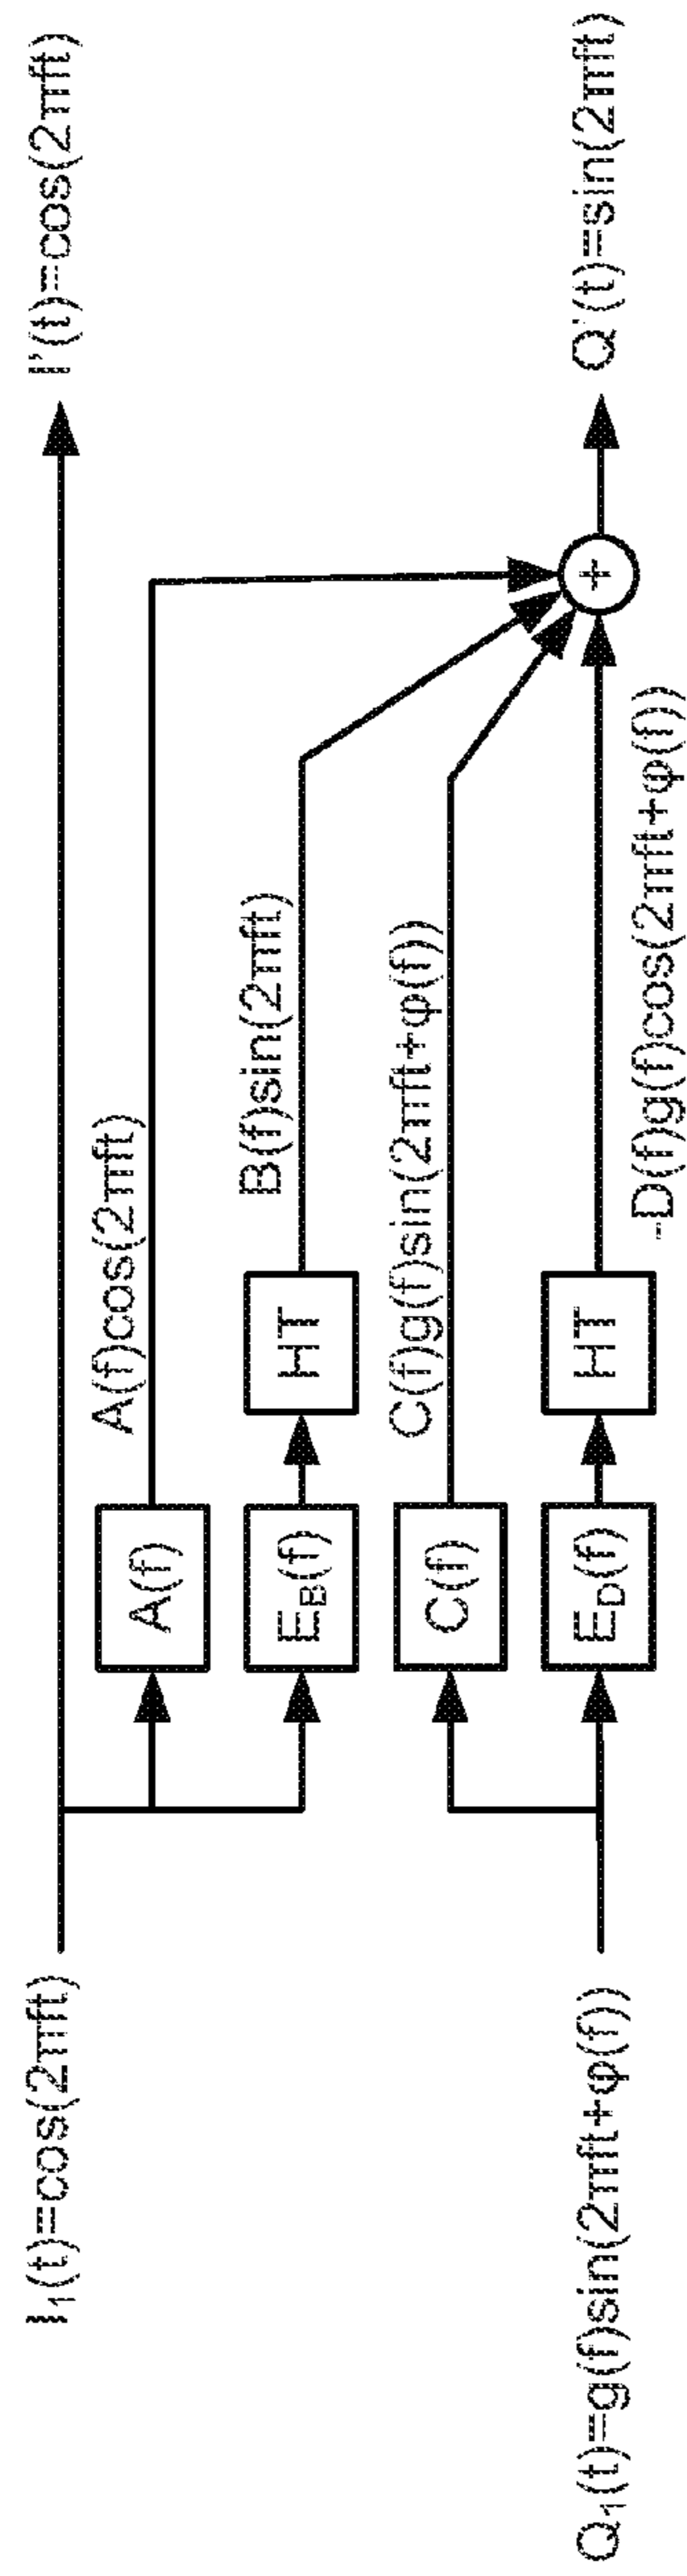 I₁(t)=cos(2πft)
I'(t)=cos(2πft)
A(f)
A(f)cos(2πft)
E_B(f)
HT
B(f)sin(2πft)
C(f)
C(f)g(f)sin(2πft+φ(f))
E_D(f)
HT
-D(f)g(f)cos(2πft+φ(f))
+
Q₁(t)=g(f)sin(2πft+φ(f))
Q'(t)=sin(2πft)